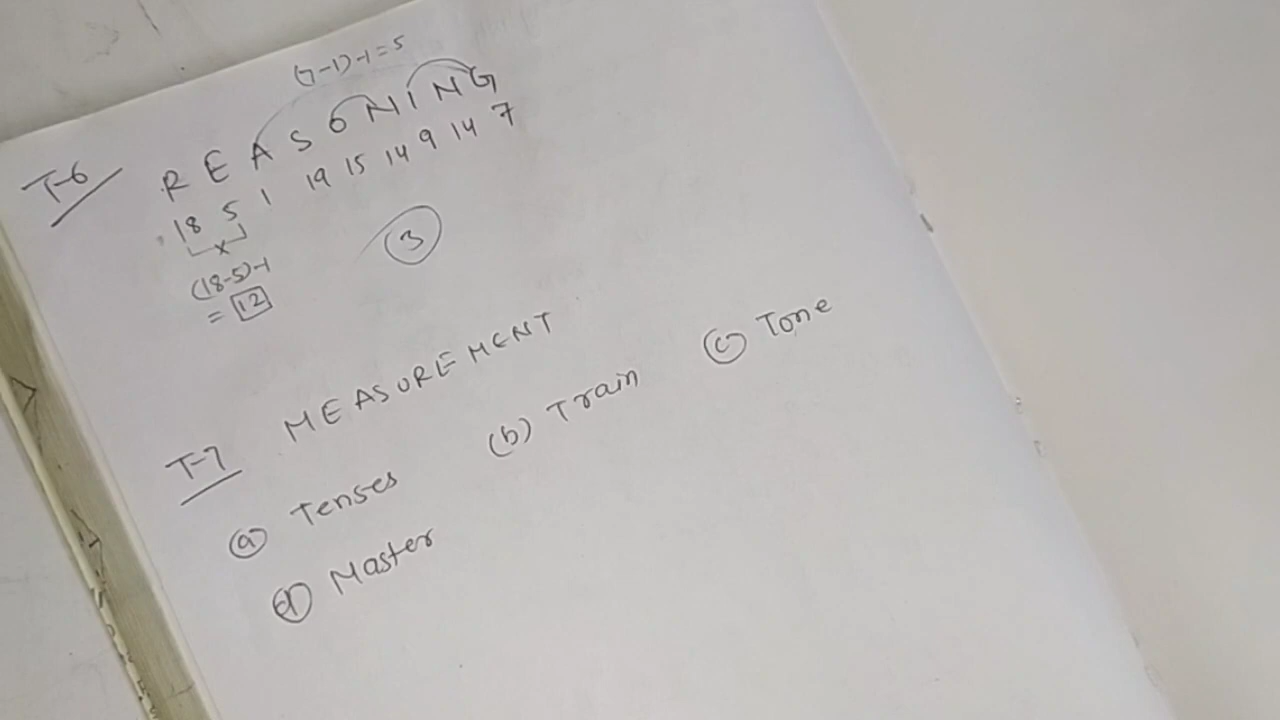 (7-1)-1=5
T-6 REASONING
18 5 1 19 15 14 9 14 7
x
(18-5)-1
= 12
3
T-7 MEASUREMENT
(a) Tenses (b) Train (c) Tone
(d) Master